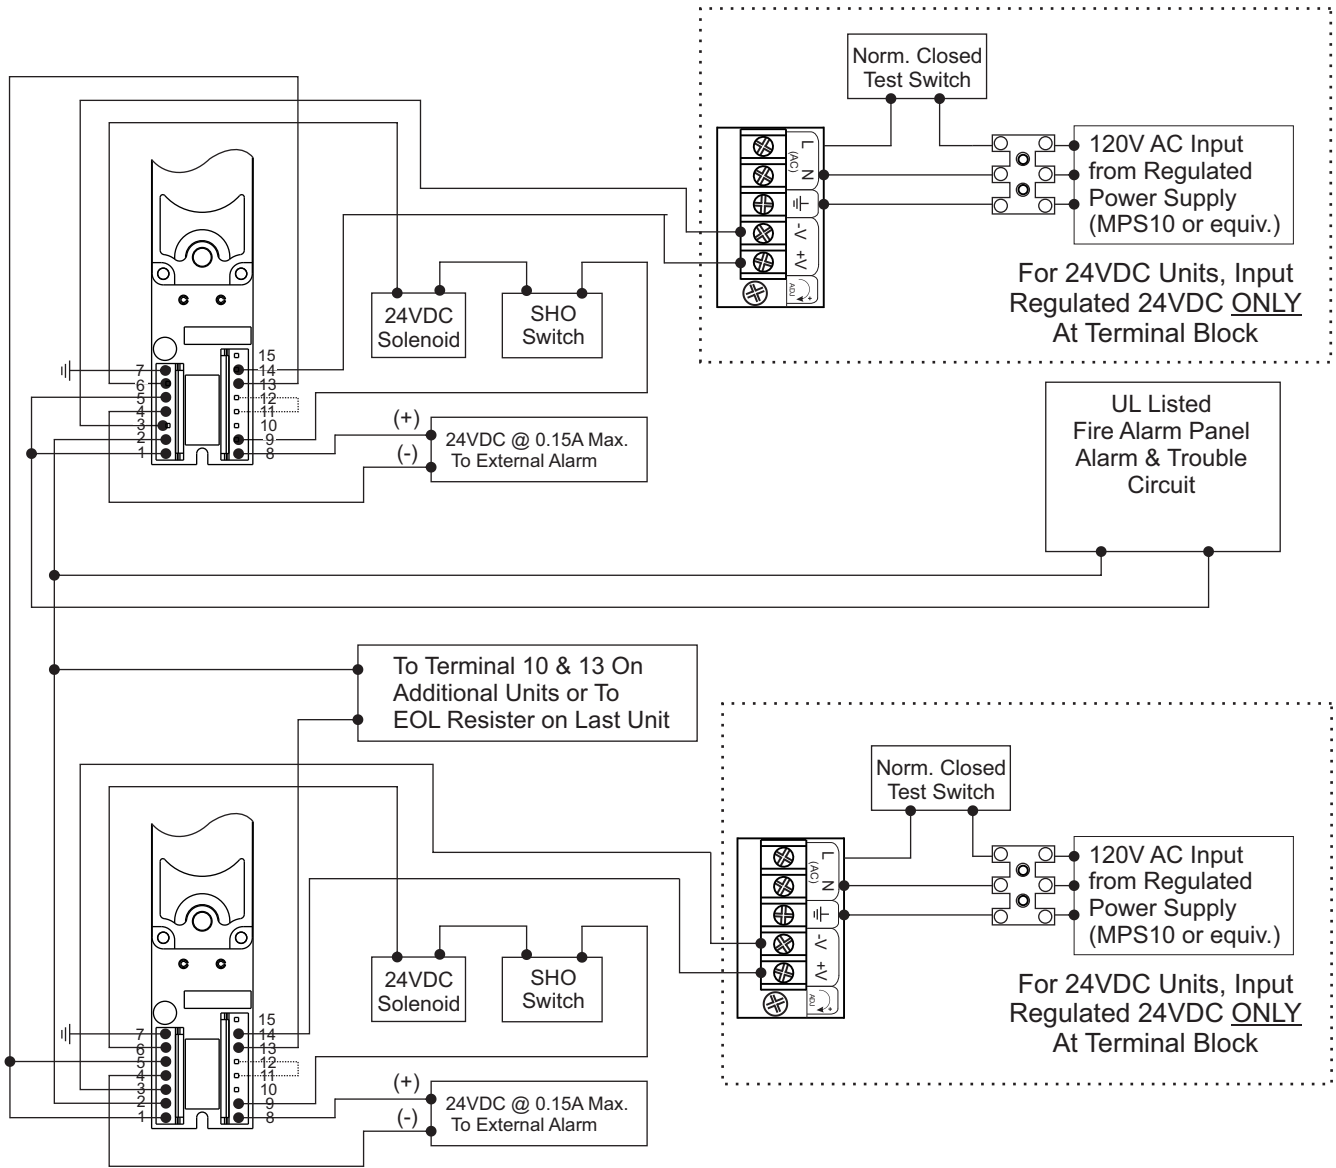 Norm. Closed
Test Switch
L
(AC)
N
-V
+V
ADJ
+
120V AC Input
from Regulated
Power Supply
(MPS10 or equiv.)
For 24VDC Units, Input
Regulated 24VDC ONLY
At Terminal Block
24VDC
Solenoid
SHO
Switch
7
6
5
4
3
2
1
15
14
13
12
11
10
9
8
(+)
(-)
24VDC @ 0.15A Max.
To External Alarm
UL Listed
Fire Alarm Panel
Alarm & Trouble
Circuit
To Terminal 10 & 13 On
Additional Units or To
EOL Resister on Last Unit
Norm. Closed
Test Switch
L
(AC)
N
-V
+V
ADJ
+
120V AC Input
from Regulated
Power Supply
(MPS10 or equiv.)
For 24VDC Units, Input
Regulated 24VDC ONLY
At Terminal Block
24VDC
Solenoid
SHO
Switch
7
6
5
4
3
2
1
15
14
13
12
11
10
9
8
(+)
(-)
24VDC @ 0.15A Max.
To External Alarm